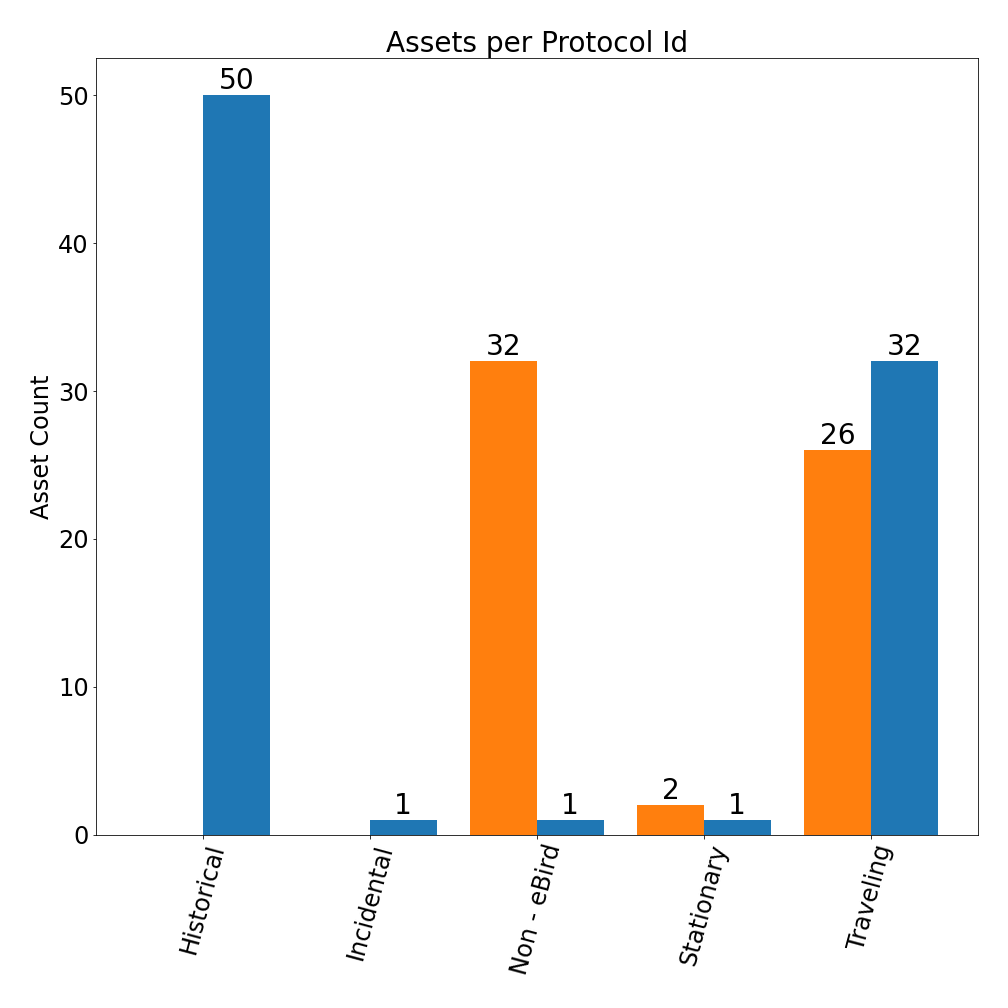 Assets per Protocol Id
50
32
32
26
2
1
1
1
50
40
30
20
10
0
Asset Count
Historical
Incidental
Non - eBird
Stationary
Traveling